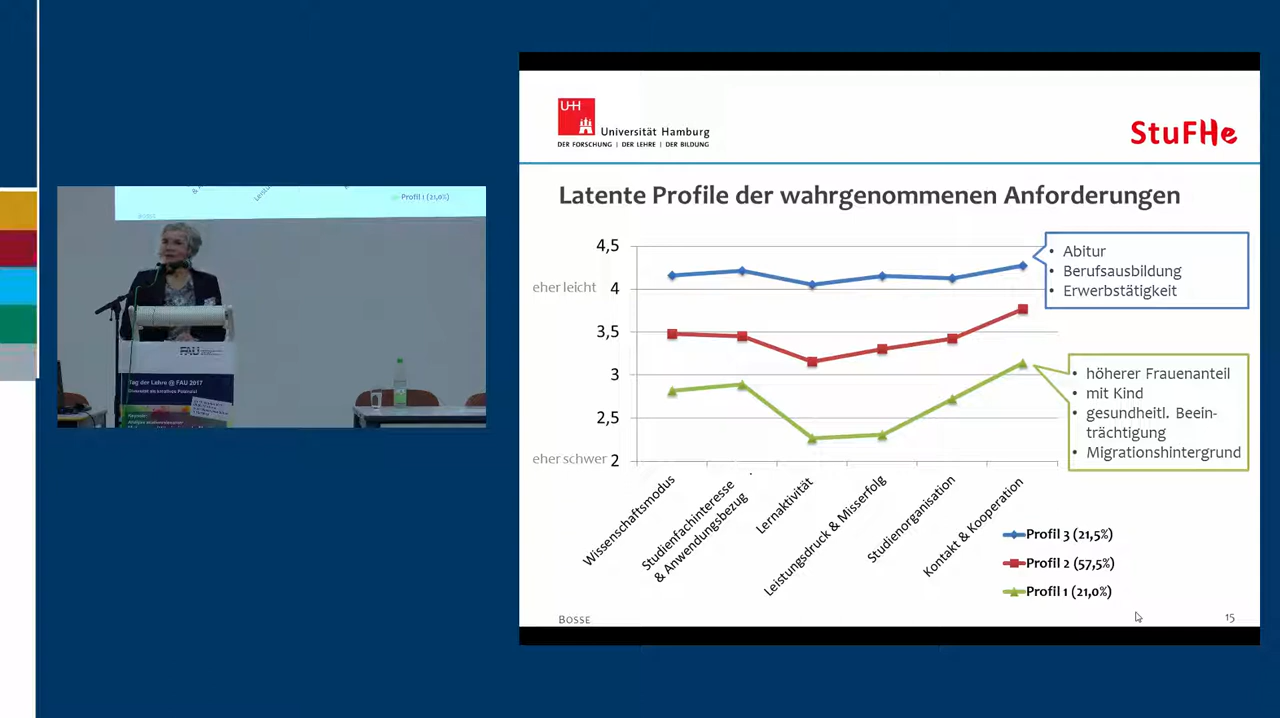 Profil 1 (21,0%)
FAU
Tag der Lehre @ FAU 2017
UHH
Universität Hamburg
DER FORSCHUNG | DER LEHRE | DER BILDUNG
StuFHe
Latente Profile der wahrgenommenen Anforderungen
4,5
eher leicht
4
3,5
3
2,5
eher schwer
2
Wissenschaftsmodus
Studienfachinteresse
& Anwendungsbezug
Lernaktivität
Leistungsdruck & Misserfolg
Studienorganisation
Kontakt & Kooperation
• Abitur
• Berufsausbildung
• Erwerbstätigkeit
• höherer Frauenanteil
• mit Kind
• gesundheitl. Beein-
trächtigung
• Migrationshintergrund
Profil 3 (21,5%)
Profil 2 (57,5%)
Profil 1 (21,0%)
BOSSE
15